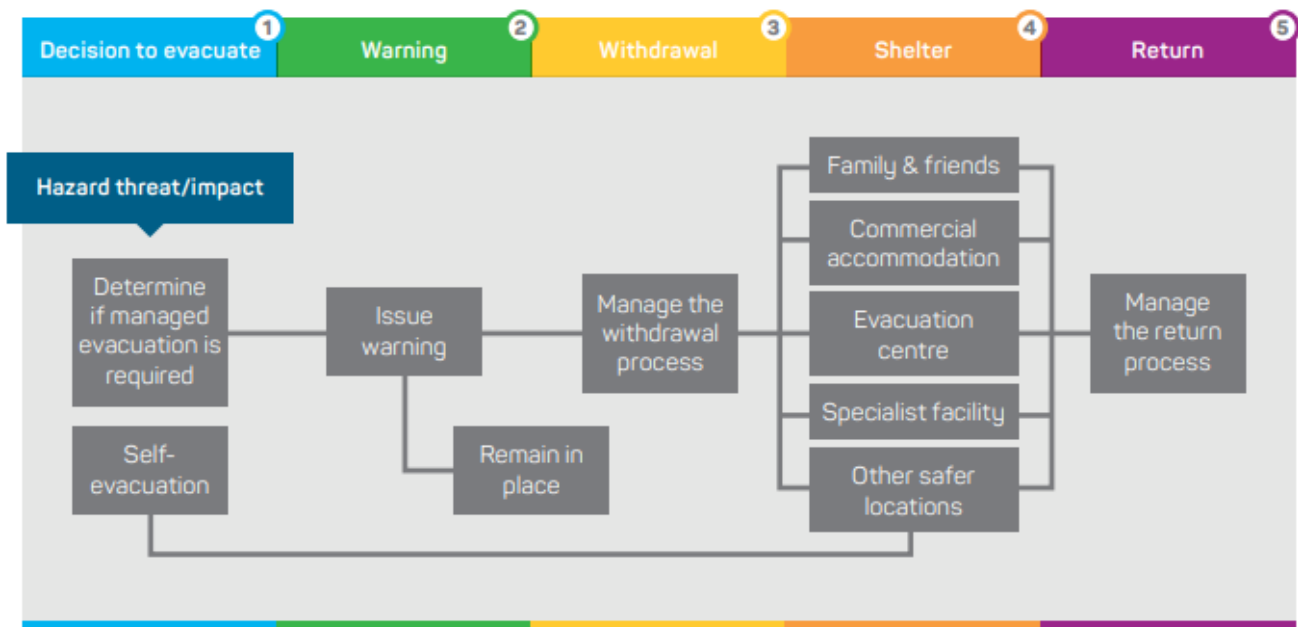 1
2
3
4
5
Decision to evacuate
Warning
Withdrawal
Shelter
Return
Hazard threat/impact
Determine
if managed
evacuation is
required
Self-
evacuation
Issue
warning
Remain in
place
Manage the
withdrawal
process
Family & friends
Commercial
accommodation
Evacuation
centre
Specialist facility
Other safer
locations
Manage
the return
process